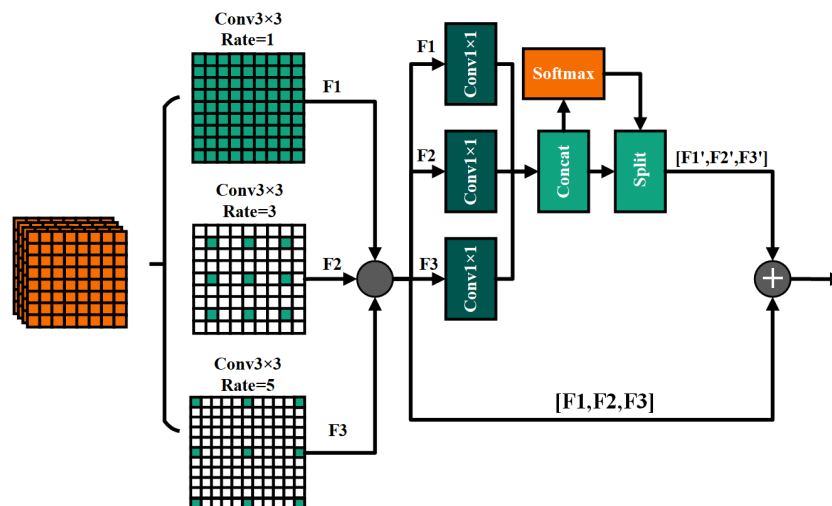 Conv3×3
Rate=1
F1
Conv3×3
Rate=3
F2
Conv3×3
Rate=5
F3
F1
Conv1×1
F2
Conv1×1
F3
Conv1×1
Softmax
Concat
Split
[F1',F2',F3']
[F1,F2,F3]
+